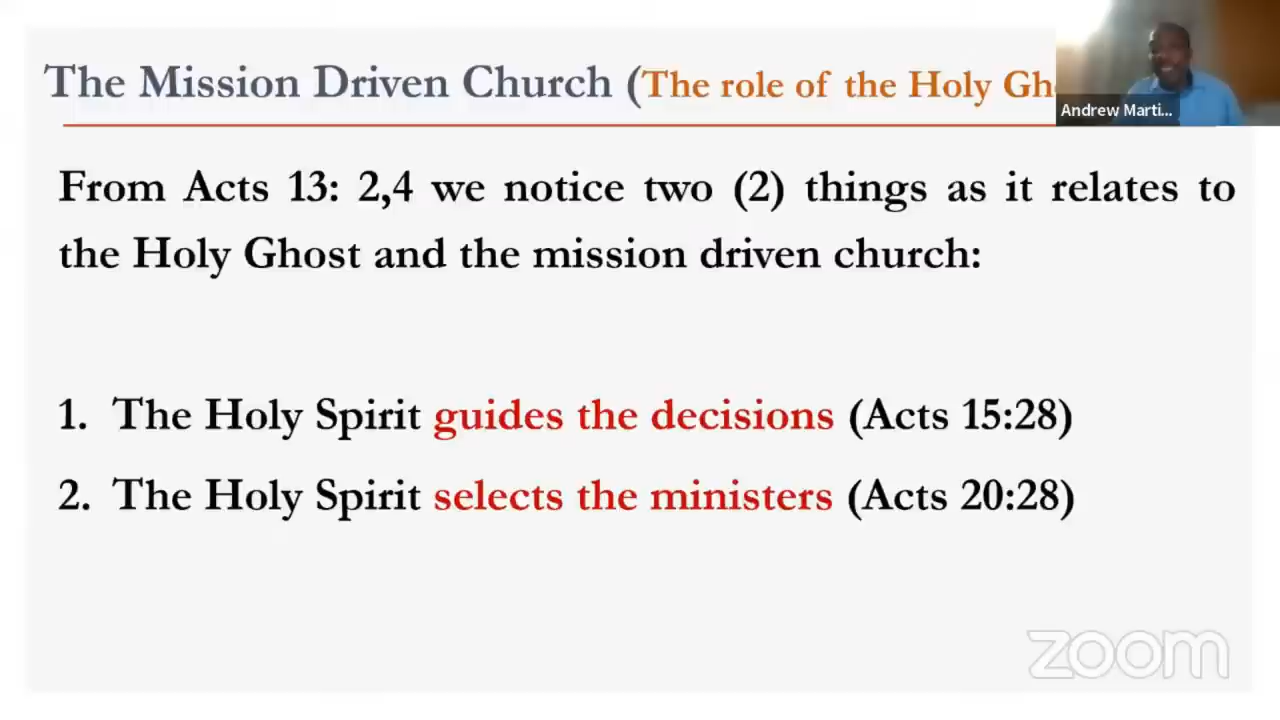 The Mission Driven Church (The role of the Holy
Andrew Marti...
From Acts 13: 2,4 we notice two (2) things as it relates to
the Holy Ghost and the mission driven church:
1. The Holy Spirit guides the decisions (Acts 15:28)
2. The Holy Spirit selects the ministers (Acts 20:28)
zoom